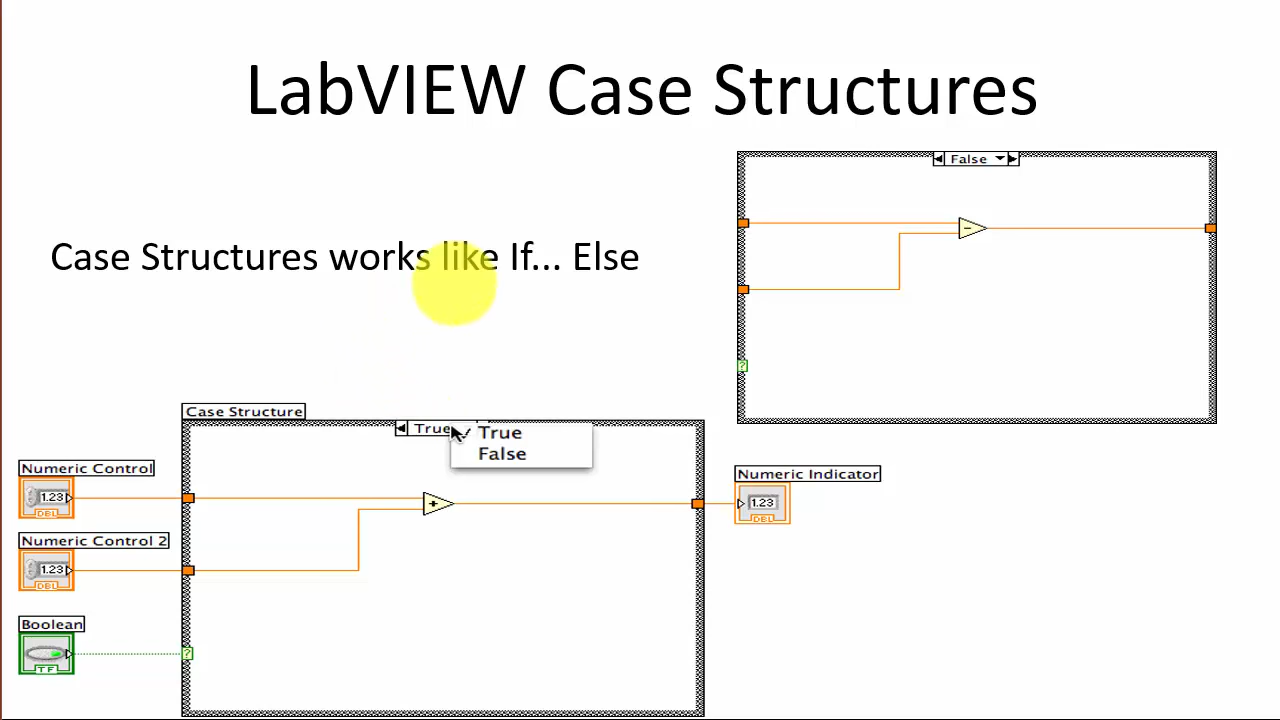 LabVIEW Case Structures
False
Case Structures works like If... Else
-
?
Case Structure
True
True
False
Numeric Control
1.23
DBL
+
Numeric Indicator
1.23
DBL
Numeric Control 2
1.23
DBL
Boolean
TF
?